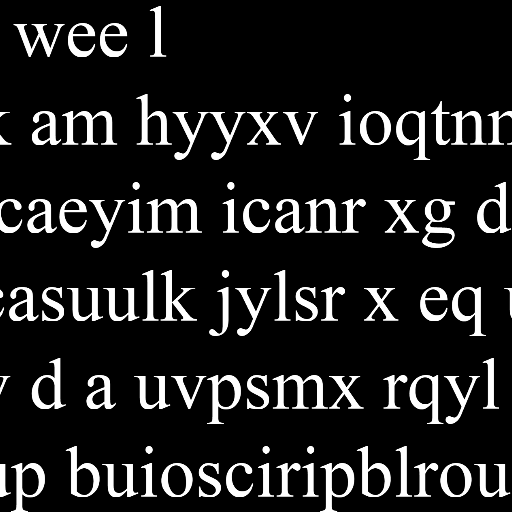 wee l
k am hyyxv ioqtnn
caeyim icanr xg d
casuulk jylsr x eq
d a uvpsmx rqyl
up buiosciripblrou